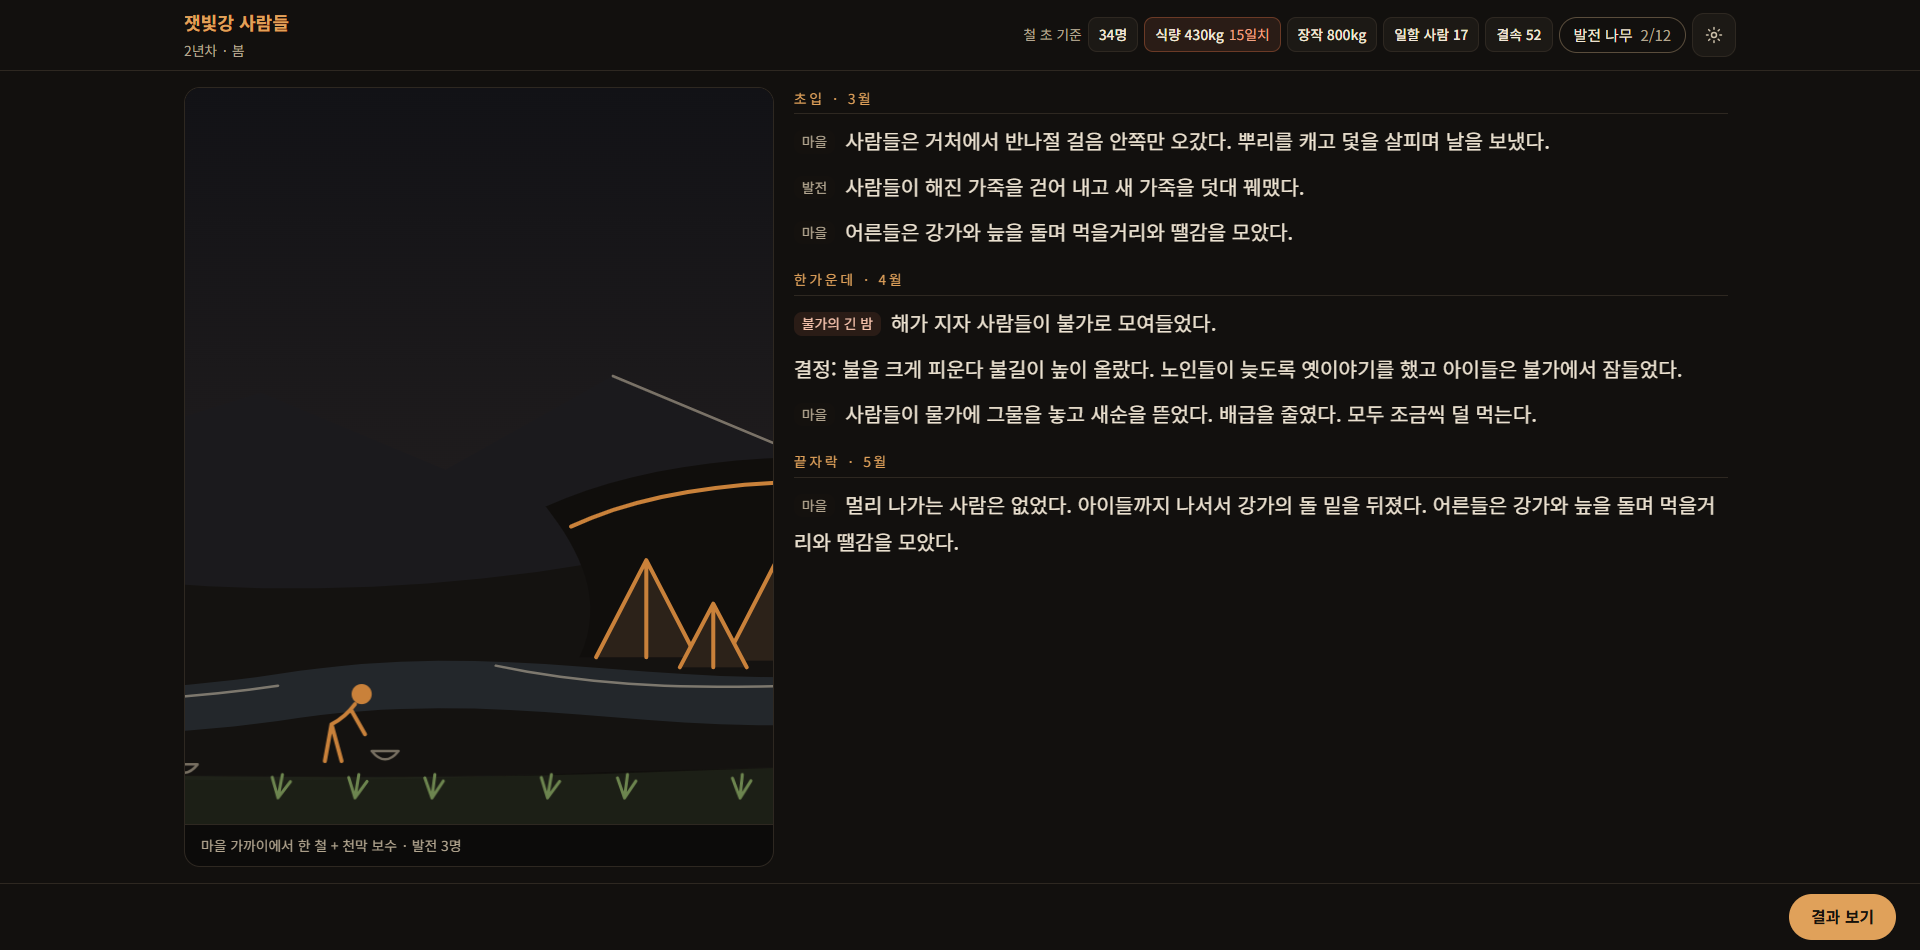 잿빛강 사람들
2년차 · 봄
철 초 기준 34명 식량 430kg 15일치 장작 800kg 일할 사람 17 결속 52 발전 나무 2/12
초입 · 3월
마을 사람들은 거처에서 반나절 걸음 안쪽만 오갔다. 뿌리를 캐고 덫을 살피며 날을 보냈다.
발전 사람들이 해진 가죽을 걷어 내고 새 가죽을 덧대 꿰맸다.
마을 어른들은 강가와 늪을 돌며 먹을거리와 땔감을 모았다.
한가운데 · 4월
불가의 긴 밤 해가 지자 사람들이 불가로 모여들었다.
결정: 불을 크게 피운다 불길이 높이 올랐다. 노인들이 늦도록 옛이야기를 했고 아이들은 불가에서 잠들었다.
마을 사람들이 물가에 그물을 놓고 새순을 뜯었다. 배급을 줄였다. 모두 조금씩 덜 먹는다.
끝자락 · 5월
마을 멀리 나가는 사람은 없었다. 아이들까지 나서서 강가의 돌 밑을 뒤졌다. 어른들은 강가와 늪을 돌며 먹을거
리와 땔감을 모았다.
마을 가까이에서 한 철 + 천막 보수 · 발전 3명
결과 보기